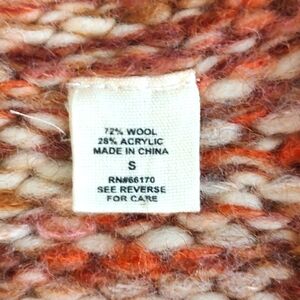 72% WOOL
28% ACRYLIC
MADE IN CHINA
S
RN#66170
SEE REVERSE
FOR CARE